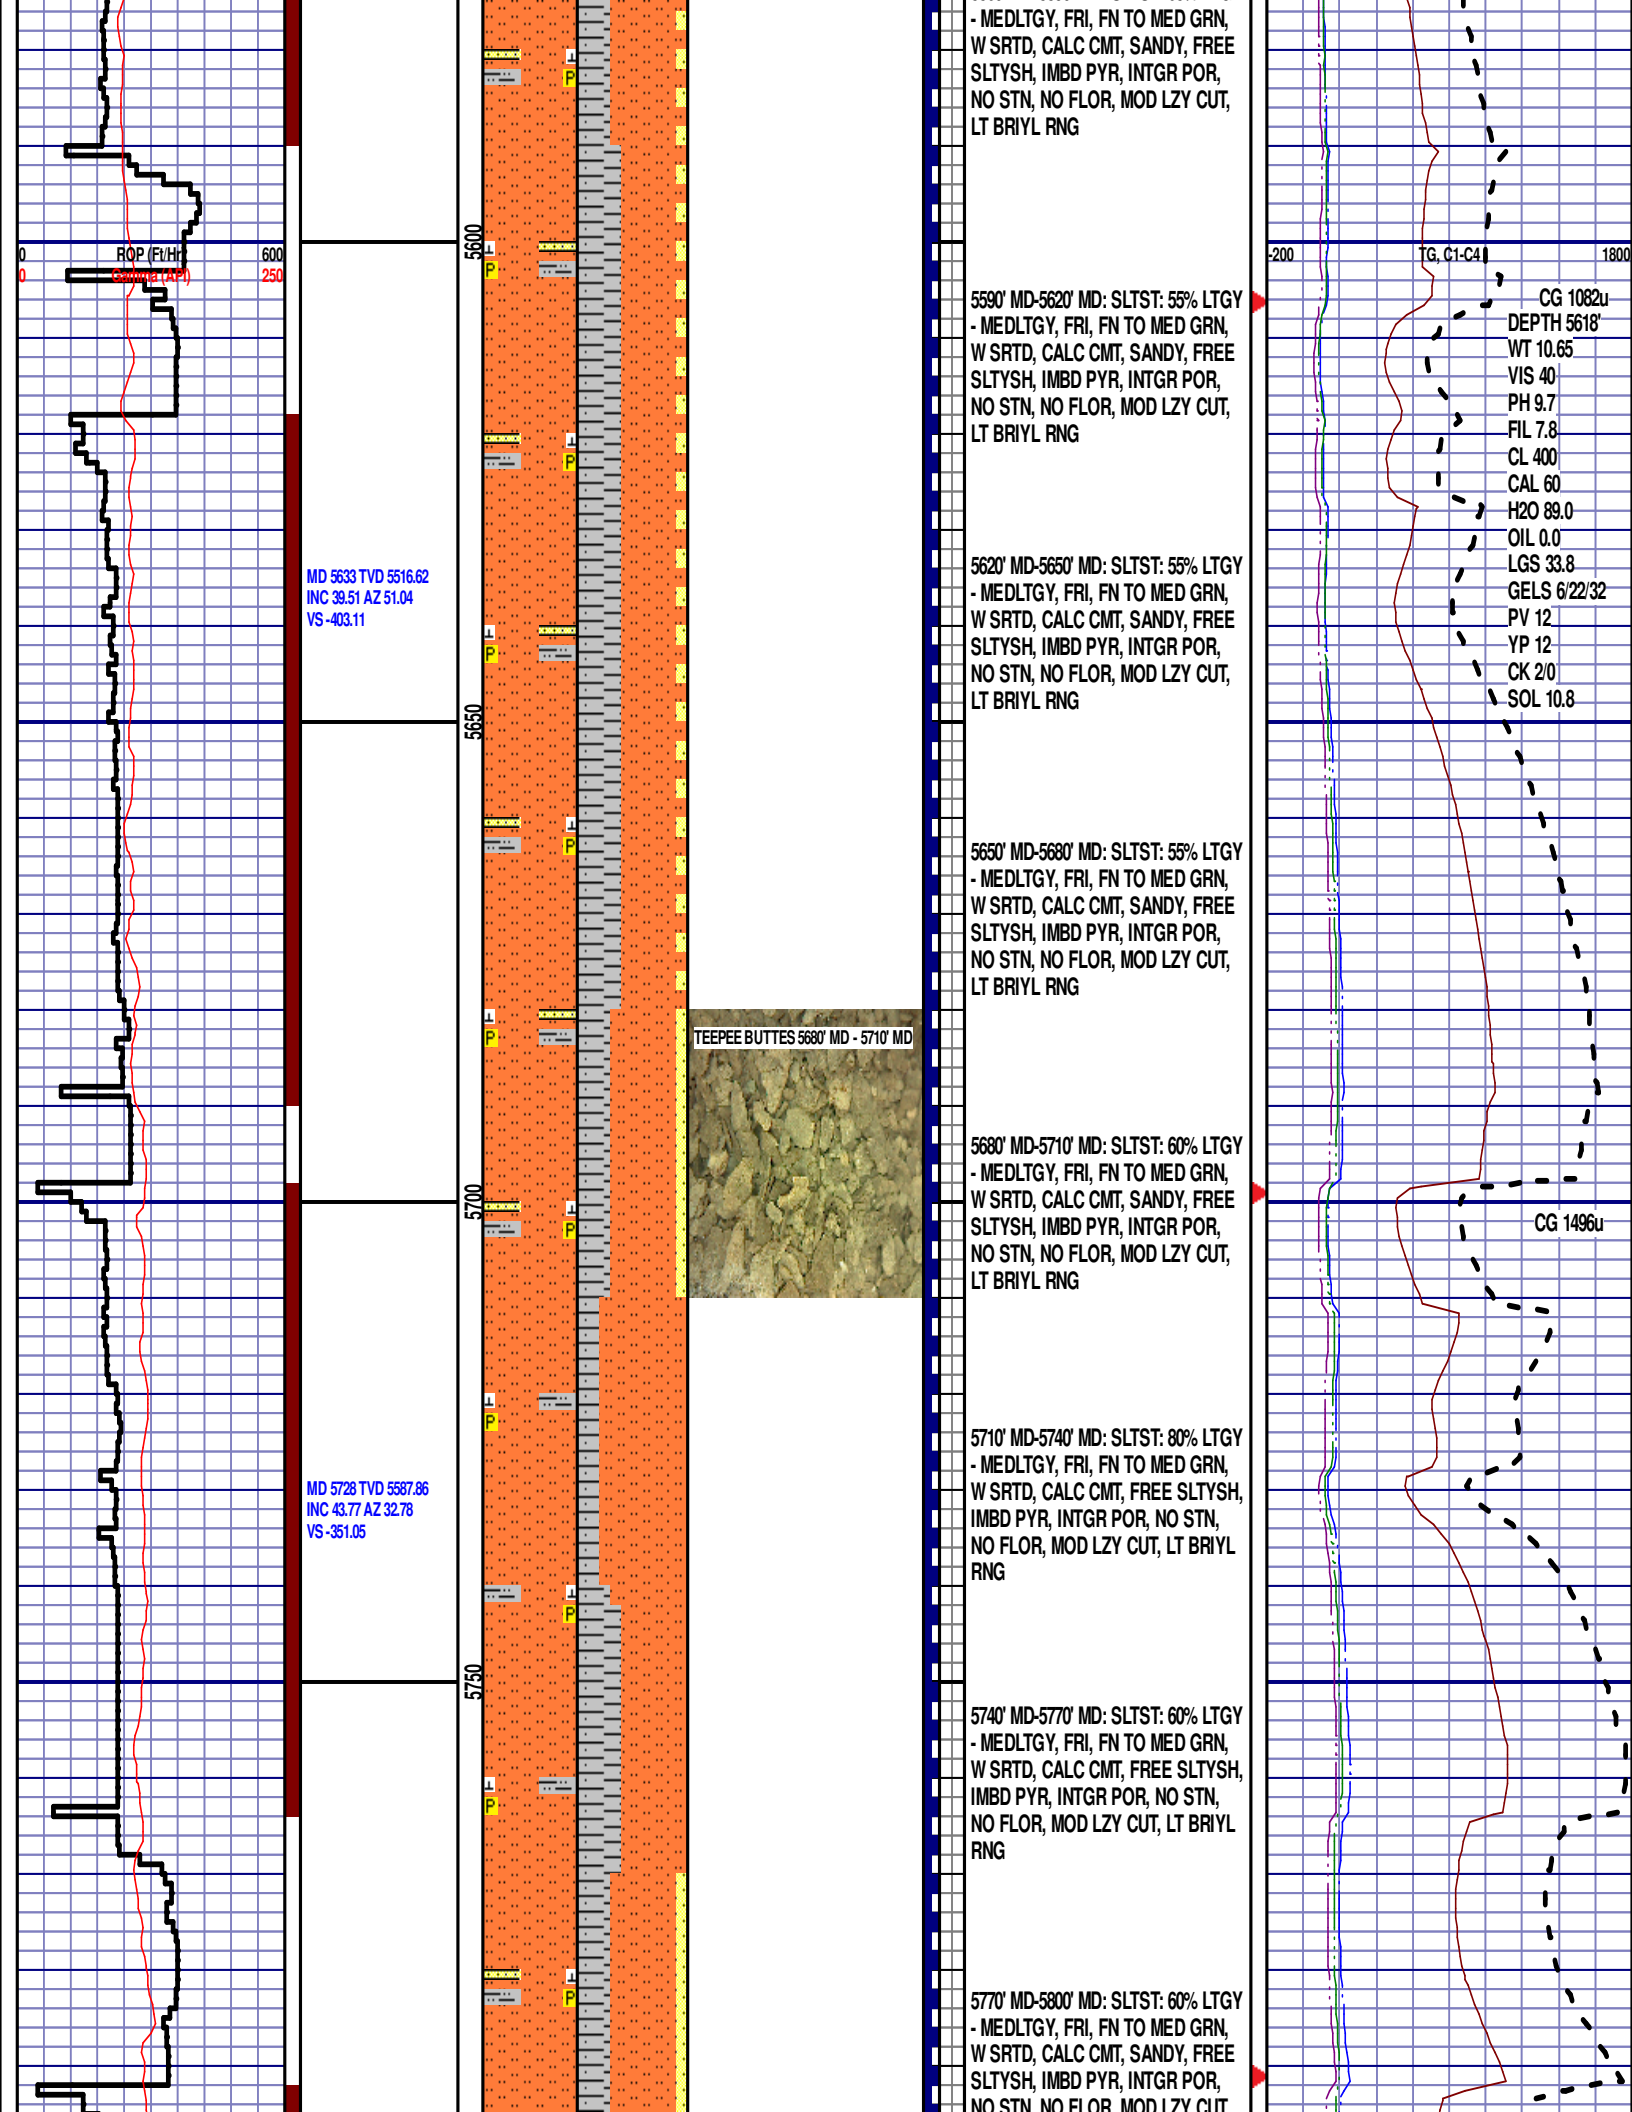 - MEDLTGY, FRI, FN TO MED GRN,
W SRTD, CALC CMT, SANDY, FREE
SLTYSH, IMBD PYR, INTGR POR,
NO STN, NO FLOR, MOD LZY CUT,
LT BRIYL RNG
0 ROP (Ft/Hr) 600
0 Gamma (API) 250
5600
-200 TG, C1-C4 1800
5590' MD-5620' MD: SLTST: 55% LTGY
- MEDLTGY, FRI, FN TO MED GRN,
W SRTD, CALC CMT, SANDY, FREE
SLTYSH, IMBD PYR, INTGR POR,
NO STN, NO FLOR, MOD LZY CUT,
LT BRIYL RNG
CG 1082u
DEPTH 5618'
WT 10.65
VIS 40
PH 9.7
FIL 7.8
CL 400
CAL 60
H2O 89.0
OIL 0.0
LGS 33.8
GELS 6/22/32
PV 12
YP 12
CK 2/0
SOL 10.8
MD 5633 TVD 5516.62
INC 39.51 AZ 51.04
VS -403.11
5620' MD-5650' MD: SLTST: 55% LTGY
- MEDLTGY, FRI, FN TO MED GRN,
W SRTD, CALC CMT, SANDY, FREE
SLTYSH, IMBD PYR, INTGR POR,
NO STN, NO FLOR, MOD LZY CUT,
LT BRIYL RNG
5650
5650' MD-5680' MD: SLTST: 55% LTGY
- MEDLTGY, FRI, FN TO MED GRN,
W SRTD, CALC CMT, SANDY, FREE
SLTYSH, IMBD PYR, INTGR POR,
NO STN, NO FLOR, MOD LZY CUT,
LT BRIYL RNG
TEEPEE BUTTES 5680' MD - 5710' MD
5680' MD-5710' MD: SLTST: 60% LTGY
- MEDLTGY, FRI, FN TO MED GRN,
W SRTD, CALC CMT, SANDY, FREE
SLTYSH, IMBD PYR, INTGR POR,
NO STN, NO FLOR, MOD LZY CUT,
LT BRIYL RNG
5700
CG 1496u
5710' MD-5740' MD: SLTST: 80% LTGY
- MEDLTGY, FRI, FN TO MED GRN,
W SRTD, CALC CMT, FREE SLTYSH,
IMBD PYR, INTGR POR, NO STN,
NO FLOR, MOD LZY CUT, LT BRIYL
RNG
MD 5728 TVD 5587.86
INC 43.77 AZ 32.78
VS -351.05
5750
5740' MD-5770' MD: SLTST: 60% LTGY
- MEDLTGY, FRI, FN TO MED GRN,
W SRTD, CALC CMT, FREE SLTYSH,
IMBD PYR, INTGR POR, NO STN,
NO FLOR, MOD LZY CUT, LT BRIYL
RNG
5770' MD-5800' MD: SLTST: 60% LTGY
- MEDLTGY, FRI, FN TO MED GRN,
W SRTD, CALC CMT, SANDY, FREE
SLTYSH, IMBD PYR, INTGR POR,
NO STN, NO FLOR, MOD LZY CUT
P
P
P
P
P
P
P
P
P
P
P